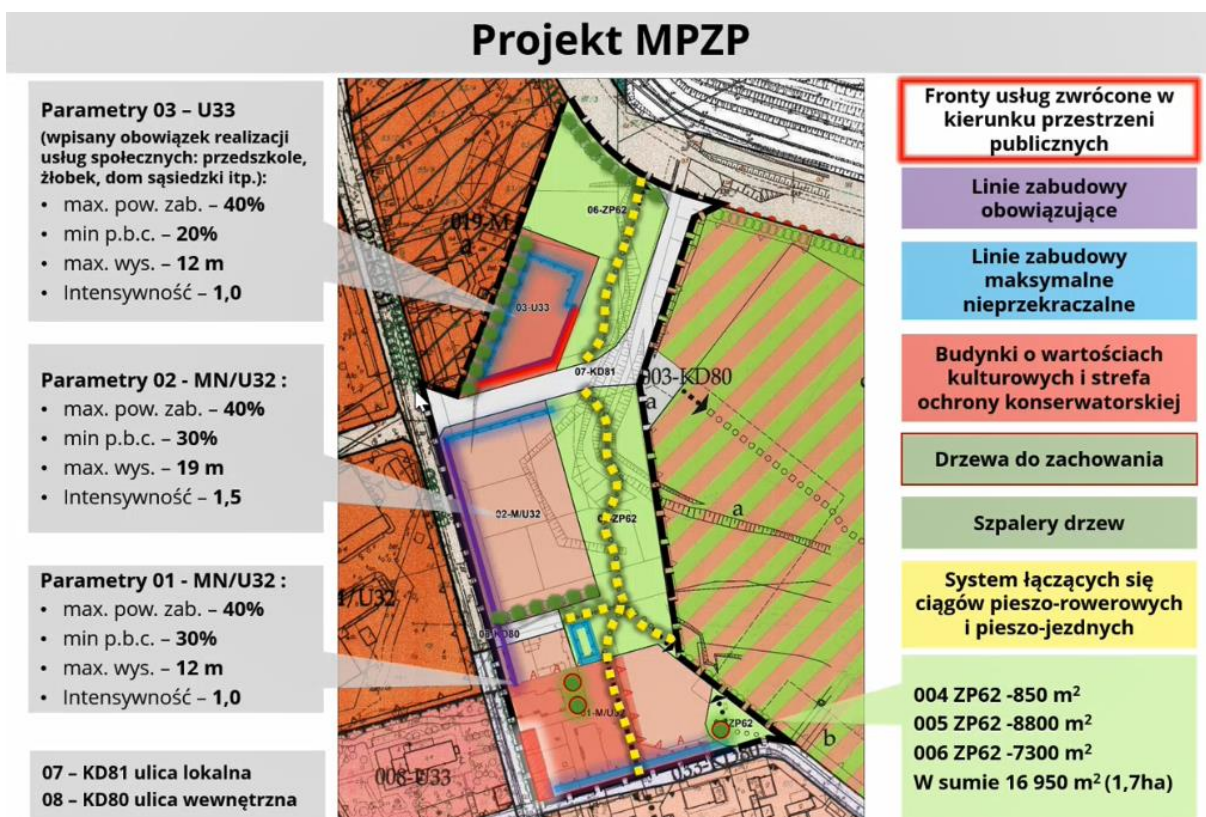 Projekt MPZP
Parametry 03 – U33
(wpisany obowiązek realizacji
usług społecznych: przedszkole,
żłobek, dom sąsiedzki itp.):
• max. pow. zab. – 40%
• min p.b.c. – 20%
• max. wys. – 12 m
• Intensywność – 1,0
Parametry 02 - MN/U32 :
• max. pow. zab. – 40%
• min p.b.c. – 30%
• max. wys. – 19 m
• Intensywność – 1,5
Parametry 01 - MN/U32 :
• max. pow. zab. – 40%
• min p.b.c. – 30%
• max. wys. – 12 m
• Intensywność – 1,0
07 – KD81 ulica lokalna
08 – KD80 ulica wewnętrzna
06-ZP62
019-M
a
03-U33
07-KD81
003-KD80
a
02-M/U32
ZP62
a
/U32
KD80
ZP62
b
008-U33
Fronty usług zwrócone w
kierunku przestrzeni
publicznych
Linie zabudowy
obowiązujące
Linie zabudowy
maksymalne
nieprzekraczalne
Budynki o wartościach
kulturowych i strefa
ochrony konserwatorskiej
Drzewa do zachowania
Szpalery drzew
System łączących się
ciągów pieszo-rowerowych
i pieszo-jezdnych
004 ZP62 -850 m²
005 ZP62 -8800 m²
006 ZP62 -7300 m²
W sumie 16 950 m² (1,7ha)